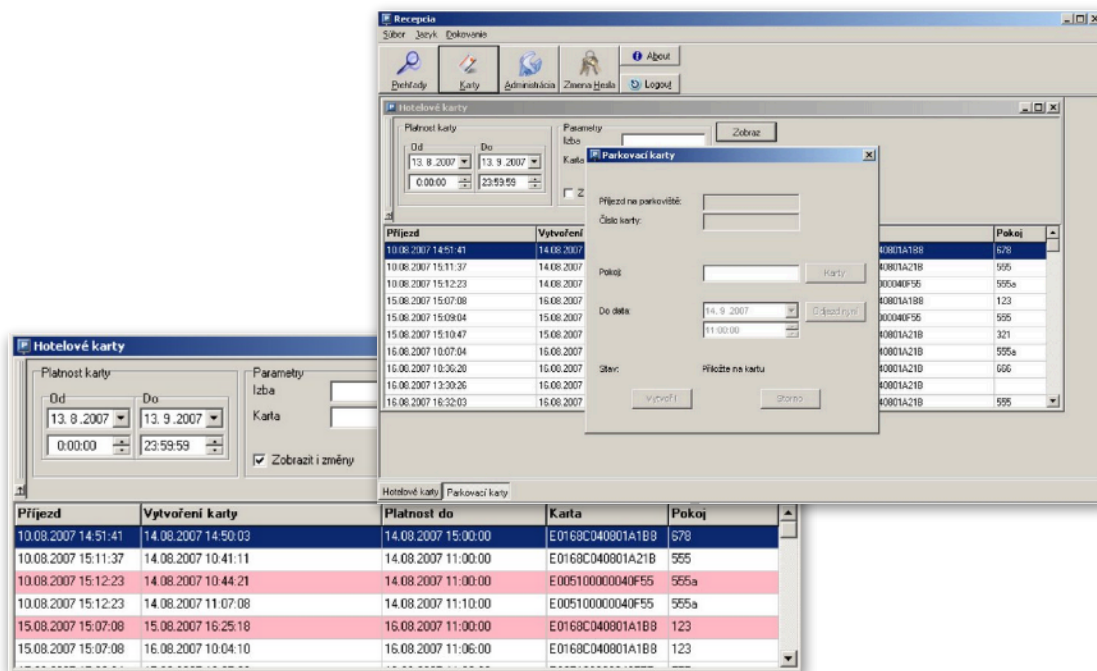 Recepcia
Súbor Jazyk Dokovanie
Prehľady Karty Administrácia Zmena Hesla About Logout
Hotelové karty
Platnost karty
Od Do
13. 8.2007 13. 9.2007
0:00:00 23:59:59
Parametry
Izba
Karta
Z
Zobraz
Příjezd Vytvoření Pokoj
10.08.2007 14:51:41 14.08.2007 40801A1B8 678
10.08.2007 15:11:37 14.08.2007 40801A21B 555
10.08.2007 15:12:23 14.08.2007 000040F55 555a
15.08.2007 15:07:08 16.08.2007 40801A1B8 123
15.08.2007 15:09:04 15.08.2007 000040F55 555
15.08.2007 15:10:47 15.08.2007 40801A21B 321
16.08.2007 10:07:04 16.08.2007 40801A21B 555a
16.08.2007 10:36:20 16.08.2007 40001A21B 666
16.08.2007 13:30:26 16.08.2007 40801A21B
16.08.2007 16:32:03 16.08.2007 40801A21B 555
Parkovací karty
Příjezd na parkoviště:
Číslo karty:
Pokoj: Karty
Do data: 14. 9 .2007 Odjezd nyní
11:00:00
Stav: Přiložte na kartu
Vytvořit Storno
Hotelové karty Parkovací karty
Hotelové karty
Platnost karty
Od Do
13. 8.2007 13. 9.2007
0:00:00 23:59:59
Parametry
Izba
Karta
Zobrazit i změny
Příjezd Vytvoření karty Platnost do Karta Pokoj
10.08.2007 14:51:41 14.08.2007 14:50:03 14.08.2007 15:00:00 E0168C040801A1B8 678
10.08.2007 15:11:37 14.08.2007 10:41:11 14.08.2007 11:00:00 E0168C040801A21B 555
10.08.2007 15:12:23 14.08.2007 10:44:21 14.08.2007 11:00:00 E005100000040F55 555a
10.08.2007 15:12:23 14.08.2007 11:07:08 14.08.2007 11:10:00 E005100000040F55 555a
15.08.2007 15:07:08 15.08.2007 16:25:18 16.08.2007 11:00:00 E0168C040801A1B8 123
15.08.2007 15:07:08 16.08.2007 10:04:10 16.08.2007 11:06:00 E0168C040801A1B8 123